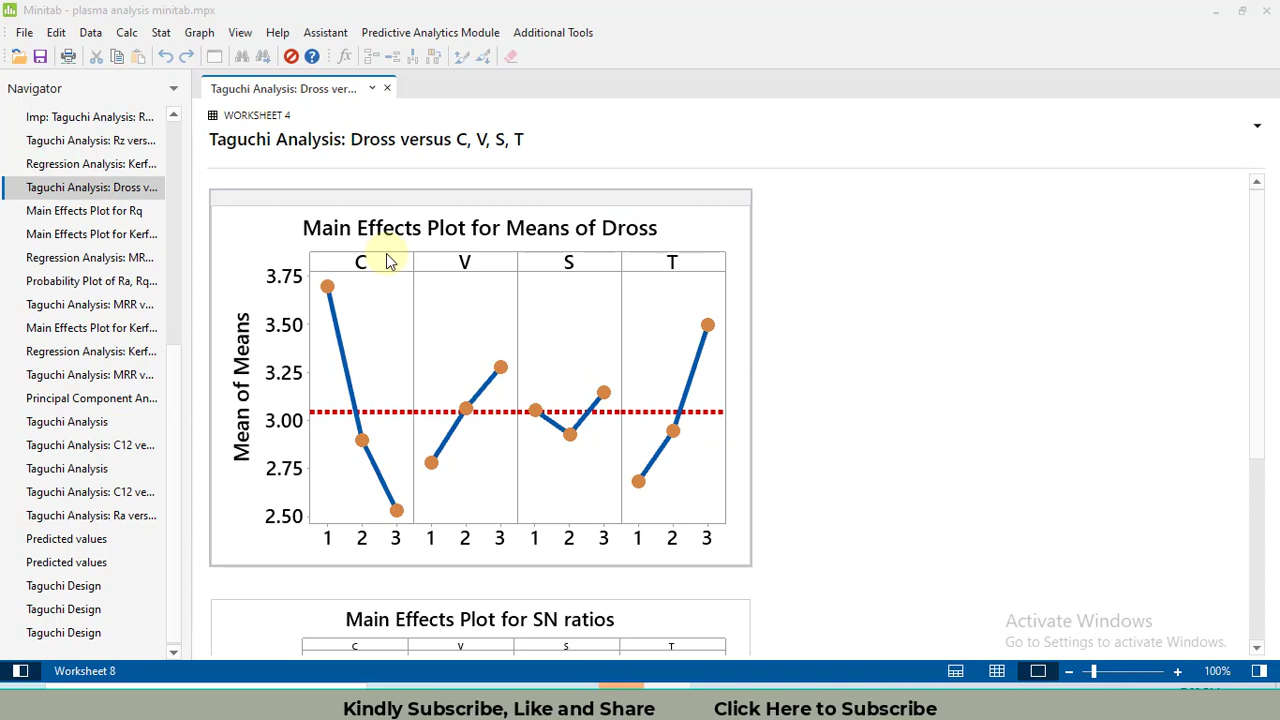 Minitab - plasma analysis minitab.mpx
File Edit Data Calc Stat Graph View Help Assistant Predictive Analytics Module Additional Tools
Navigator
Imp: Taguchi Analysis: R...
Taguchi Analysis: Rz vers...
Regression Analysis: Kerf...
Taguchi Analysis: Dross v...
Main Effects Plot for Rq
Main Effects Plot for Kerf...
Regression Analysis: MR...
Probability Plot of Ra, Rq...
Taguchi Analysis: MRR v...
Main Effects Plot for Kerf...
Regression Analysis: Kerf...
Taguchi Analysis: MRR v...
Principal Component An...
Taguchi Analysis
Taguchi Analysis: C12 ve...
Taguchi Analysis
Taguchi Analysis: C12 ve...
Taguchi Analysis: Ra vers...
Predicted values
Predicted values
Taguchi Design
Taguchi Design
Taguchi Design
Taguchi Analysis: Dross ver...
WORKSHEET 4
Taguchi Analysis: Dross versus C, V, S, T
Main Effects Plot for Means of Dross
C V S T
Mean of Means
3.75
3.50
3.25
3.00
2.75
2.50
1 2 3 1 2 3 1 2 3 1 2 3
Main Effects Plot for SN ratios
C V S T
Activate Windows
Go to Settings to activate Windows.
Worksheet 8
100%
Kindly Subscribe, Like and Share Click Here to Subscribe